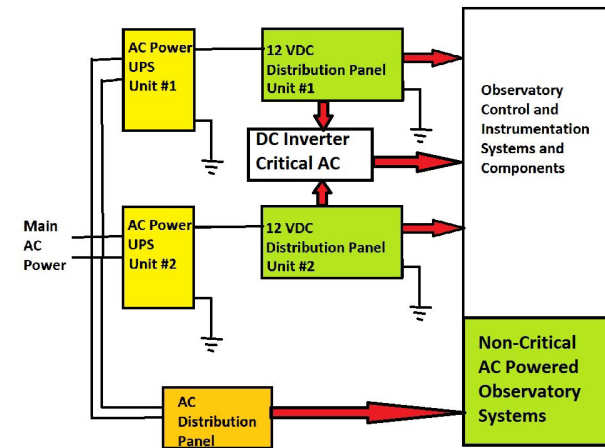 AC Power
UPS
Unit #1
12 VDC
Distribution Panel
Unit #1
Observatory
Control and
Instrumentation
Systems and
Components
DC Inverter
Critical AC
Main
AC
Power
AC Power
UPS
Unit #2
12 VDC
Distribution Panel
Unit #2
Non-Critical
AC Powered
Observatory
Systems
AC
Distribution
Panel